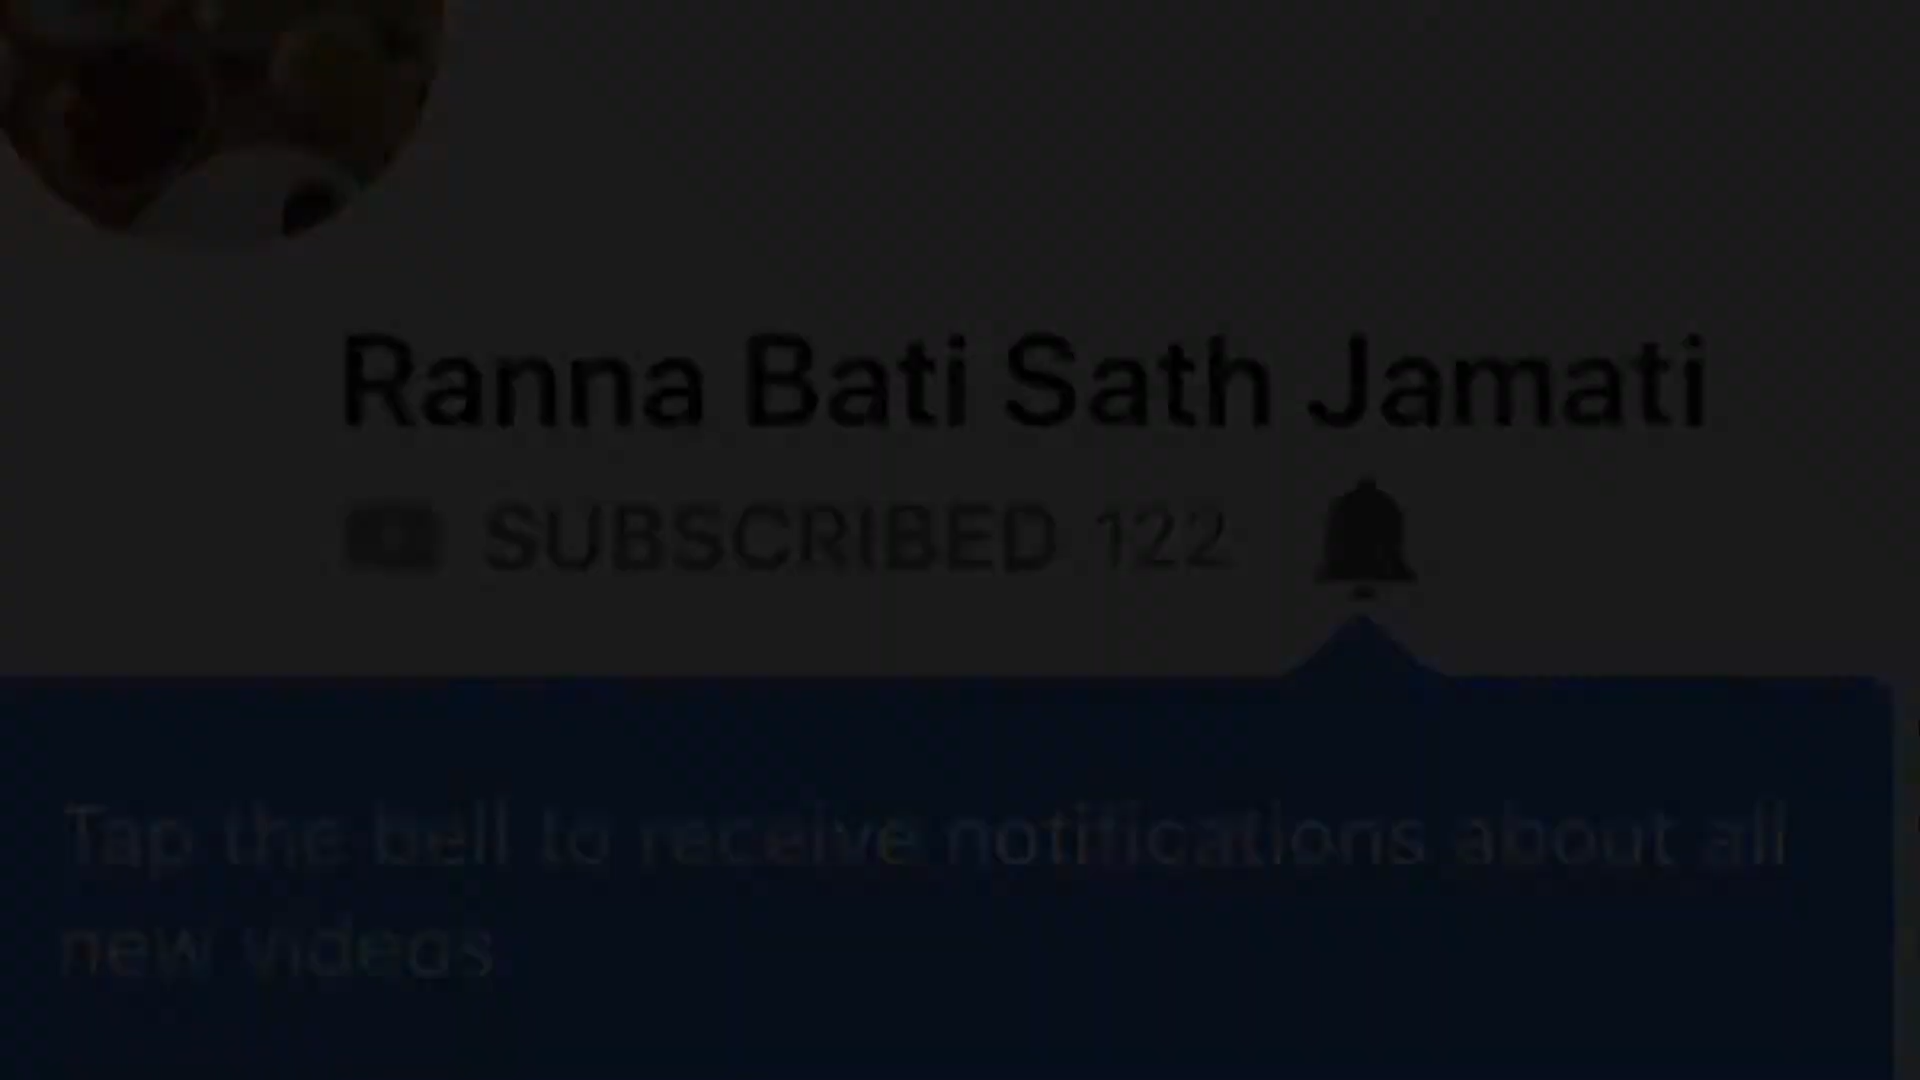 Ranna Bati Sath Jamati
SUBSCRIBED 122
Tap the bell to receive notifications about all
new videos